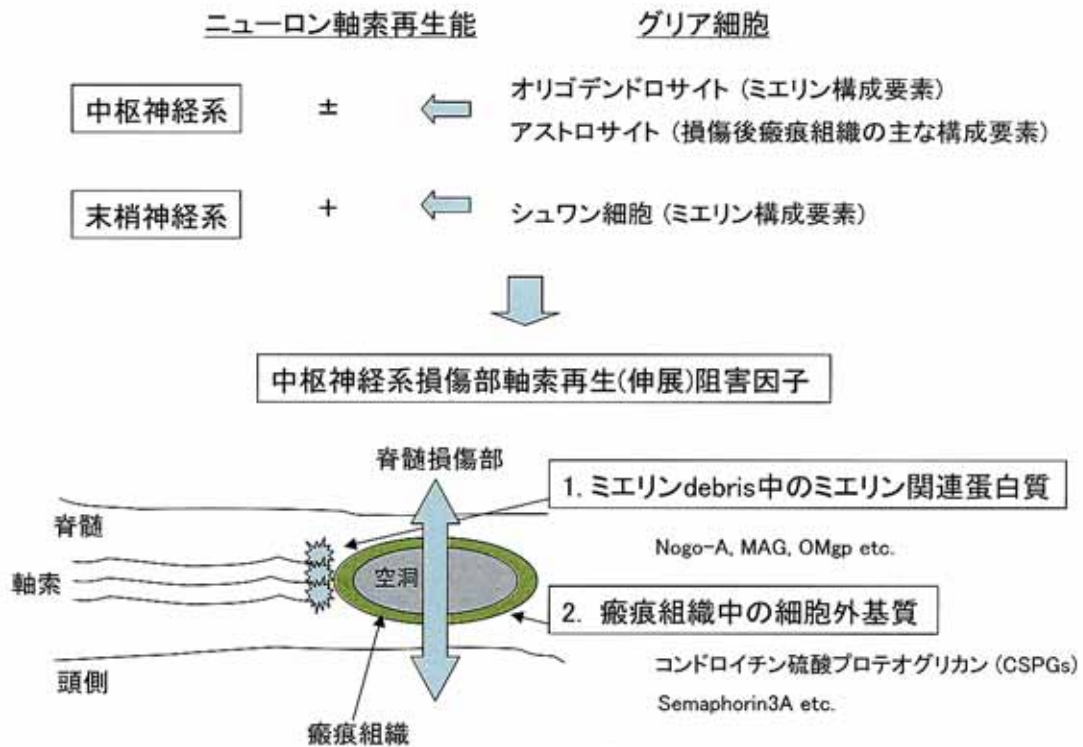 ニューロン軸索再生能
グリア細胞
中枢神経系
±
オリゴデンドロサイト (ミエリン構成要素)
アストロサイト (損傷後瘢痕組織の主な構成要素)
末梢神経系
+
シュワン細胞 (ミエリン構成要素)
中枢神経系損傷部軸索再生(伸展)阻害因子
脊髄損傷部
1. ミエリンdebris中のミエリン関連蛋白質
脊髄
Nogo-A, MAG, OMgp etc.
軸索
空洞
2. 瘢痕組織中の細胞外基質
コンドロイチン硫酸プロテオグリカン (CSPGs)
頭側
Semaphorin3A etc.
瘢痕組織